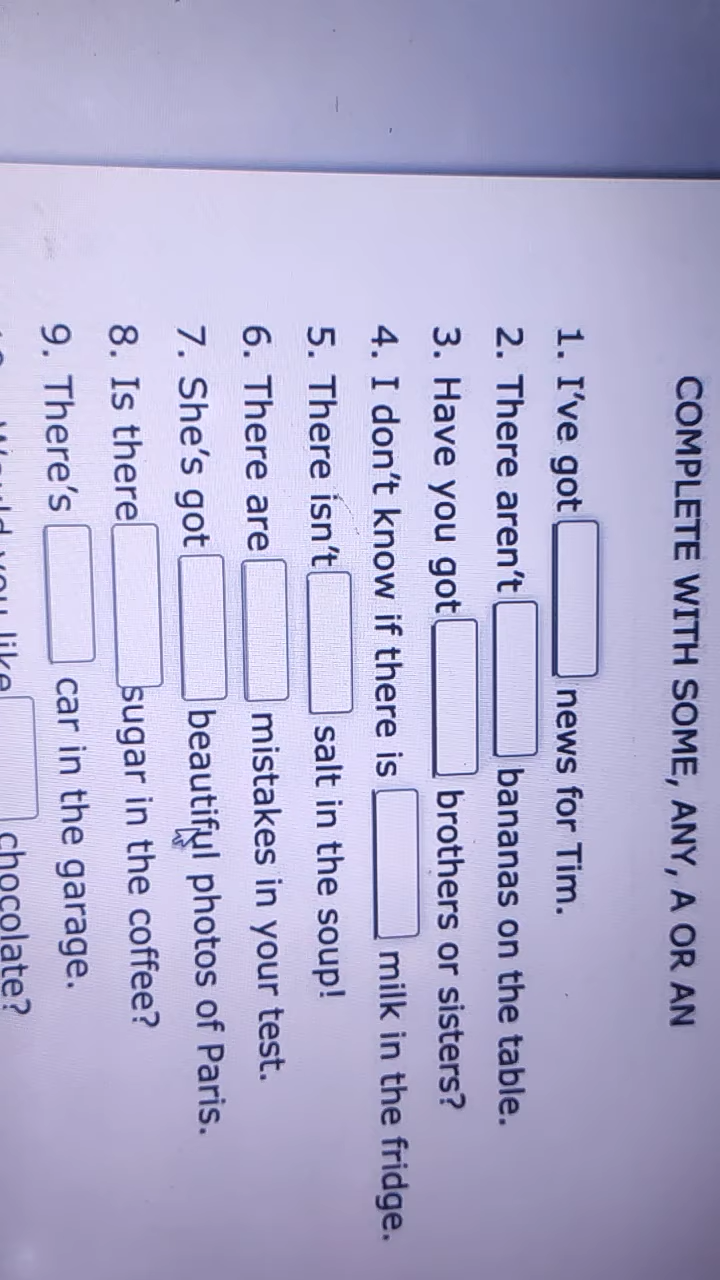 COMPLETE WITH SOME, ANY, A OR AN
1. I've got news for Tim.
2. There aren't bananas on the table.
3. Have you got brothers or sisters?
4. I don't know if there is milk in the fridge.
5. There isn't salt in the soup!
6. There are mistakes in your test.
7. She's got beautiful photos of Paris.
8. Is there sugar in the coffee?
9. There's car in the garage.
Would you like chocolate?